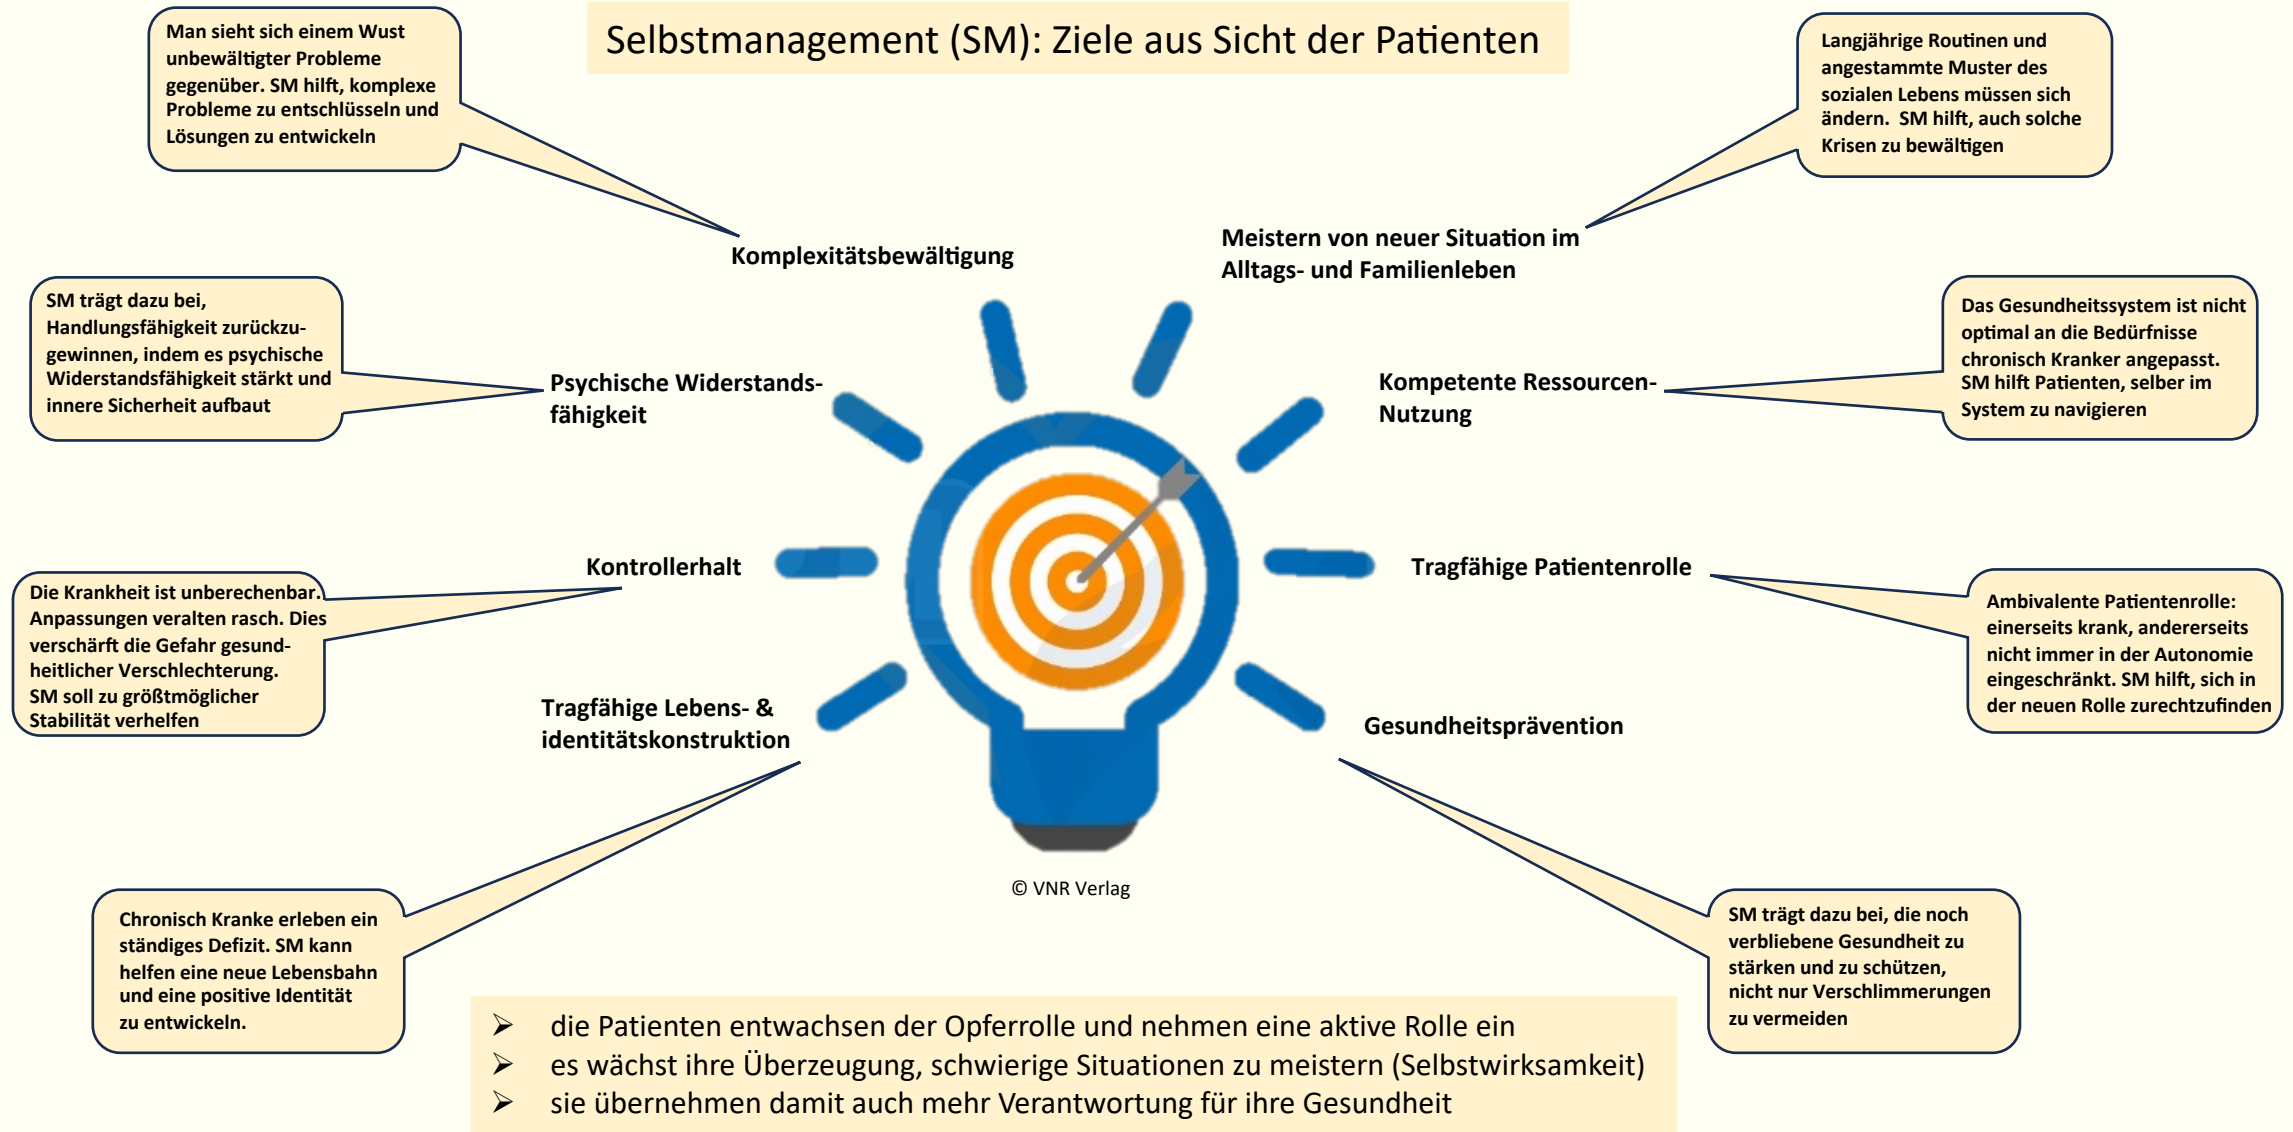 Selbstmanagement (SM): Ziele aus Sicht der Patienten
Man sieht sich einem Wust
unbewältigter Probleme
gegenüber. SM hilft, komplexe
Probleme zu entschlüsseln und
Lösungen zu entwickeln
Komplexitätsbewältigung
SM trägt dazu bei,
Handlungsfähigkeit zurückzu-
gewinnen, indem es psychische
Widerstandsfähigkeit stärkt und
innere Sicherheit aufbaut
Psychische Widerstands-
fähigkeit
Die Krankheit ist unberechenbar.
Anpassungen veralten rasch. Dies
verschärft die Gefahr gesund-
heitlicher Verschlechterung.
SM soll zu größtmöglicher
Stabilität verhelfen
Kontrollerhalt
Chronisch Kranke erleben ein
ständiges Defizit. SM kann
helfen eine neue Lebensbahn
und eine positive Identität
zu entwickeln.
Tragfähige Lebens- &
identitätskonstruktion
Langjährige Routinen und
angestammte Muster des
sozialen Lebens müssen sich
ändern.  SM hilft, auch solche
Krisen zu bewältigen
Meistern von neuer Situation im
Alltags- und Familienleben
Das Gesundheitssystem ist nicht
optimal an die Bedürfnisse
chronisch Kranker angepasst.
SM hilft Patienten, selber im
System zu navigieren
Kompetente Ressourcen-
Nutzung
Ambivalente Patientenrolle:
einerseits krank, andererseits
nicht immer in der Autonomie
eingeschränkt. SM hilft, sich in
der neuen Rolle zurechtzufinden
Tragfähige Patientenrolle
SM trägt dazu bei, die noch
verbliebene Gesundheit zu
stärken und zu schützen,
nicht nur Verschlimmerungen
zu vermeiden
Gesundheitsprävention
© VNR Verlag
➢ die Patienten entwachsen der Opferrolle und nehmen eine aktive Rolle ein
➢ es wächst ihre Überzeugung, schwierige Situationen zu meistern (Selbstwirksamkeit)
➢ sie übernehmen damit auch mehr Verantwortung für ihre Gesundheit